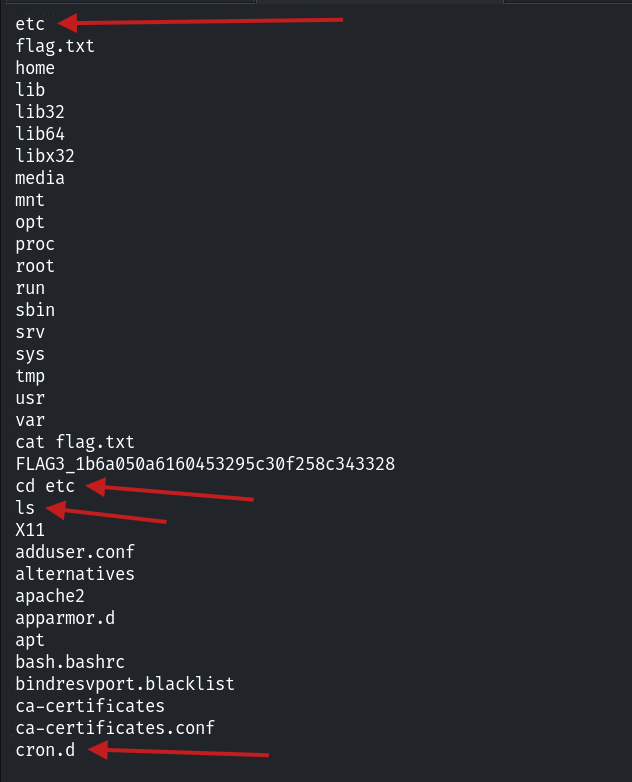 etc
flag.txt
home
lib
lib32
lib64
libx32
media
mnt
opt
proc
root
run
sbin
srv
sys
tmp
usr
var
cat flag.txt
FLAG3_1b6a050a6160453295c30f258c343328
cd etc
ls
X11
adduser.conf
alternatives
apache2
apparmor.d
apt
bash.bashrc
bindresvport.blacklist
ca-certificates
ca-certificates.conf
cron.d